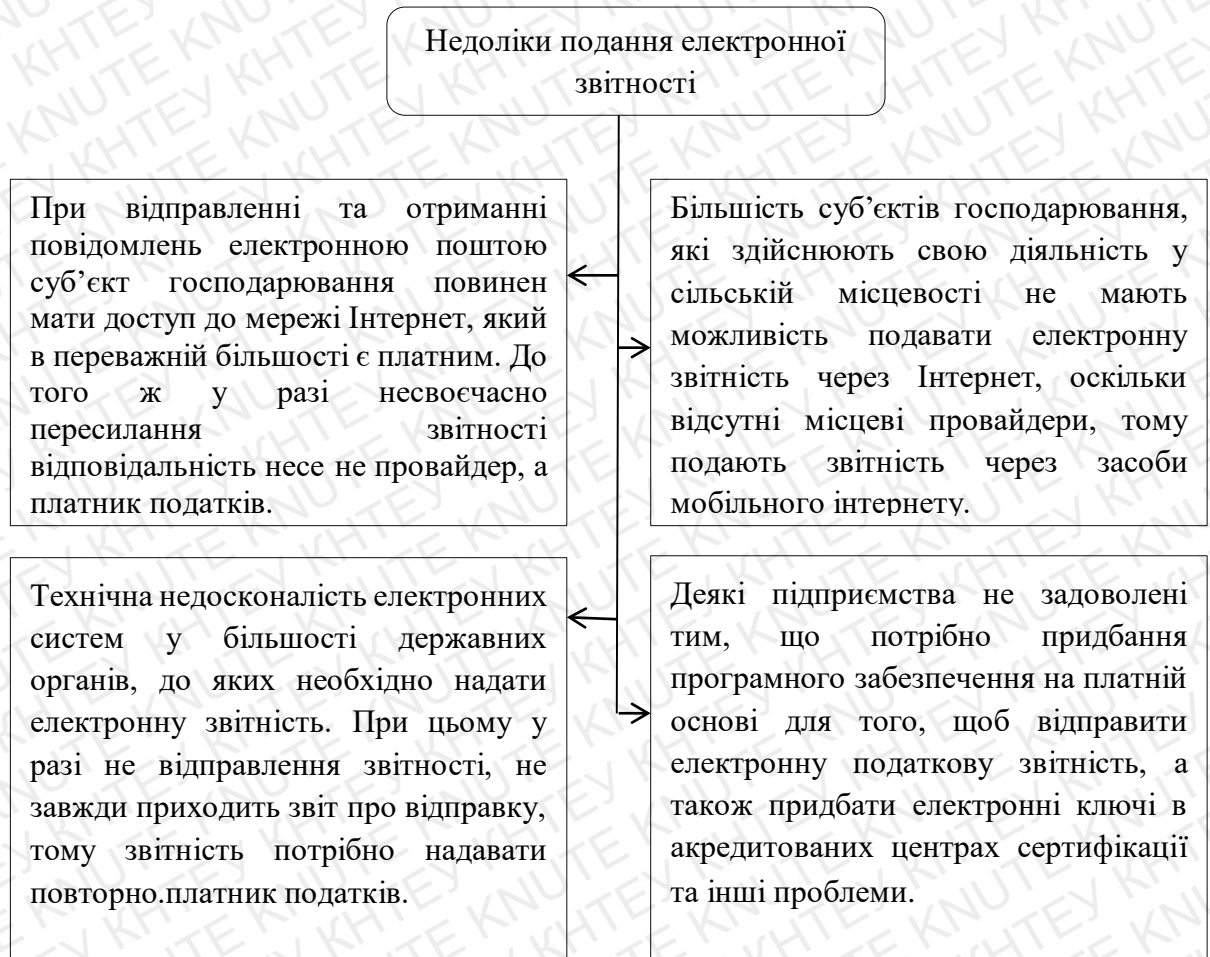 Недоліки подання електронної
звітності
При відправленні та отриманні
повідомлень електронною поштою
суб’єкт господарювання повинен
мати доступ до мережі Інтернет, який
в переважній більшості є платним. До
того ж у разі несвоєчасно
пересилання звітності
відповідальність несе не провайдер, а
платник податків.
Більшість суб’єктів господарювання,
які здійснюють свою діяльність у
сільській місцевості не мають
можливість подавати електронну
звітність через Інтернет, оскільки
відсутні місцеві провайдери, тому
подають звітність через засоби
мобільного інтернету.
Технічна недосконалість електронних
систем у більшості державних
органів, до яких необхідно надати
електронну звітність. При цьому у
разі не відправлення звітності, не
завжди приходить звіт про відправку,
тому звітність потрібно надавати
повторно.платник податків.
Деякі підприємства не задоволені
тим, що потрібно придбання
програмного забезпечення на платній
основі для того, щоб відправити
електронну податкову звітність, а
також придбати електронні ключі в
акредитованих центрах сертифікації
та інші проблеми.